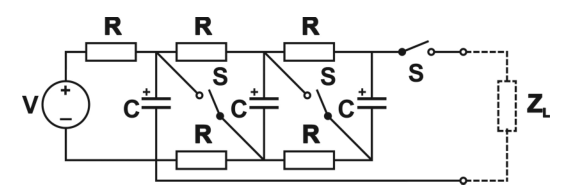 R R R
S S
V + − + C + C + C
S Z_L
R R